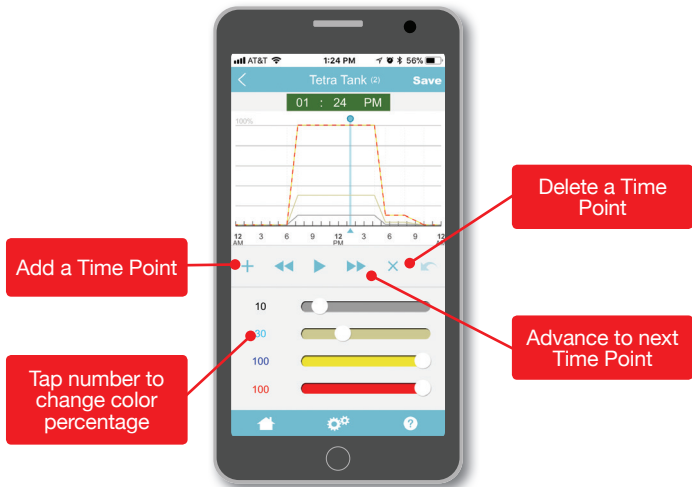 AT&T 1:24 PM 56%
Tetra Tank (2) Save
01 : 24 PM
100%
12 3 6 9 12 3 6 9 12
AM PM AM
Delete a Time
Point
Add a Time Point
Advance to next
Time Point
Tap number to
change color
percentage
10
30
100
100
?